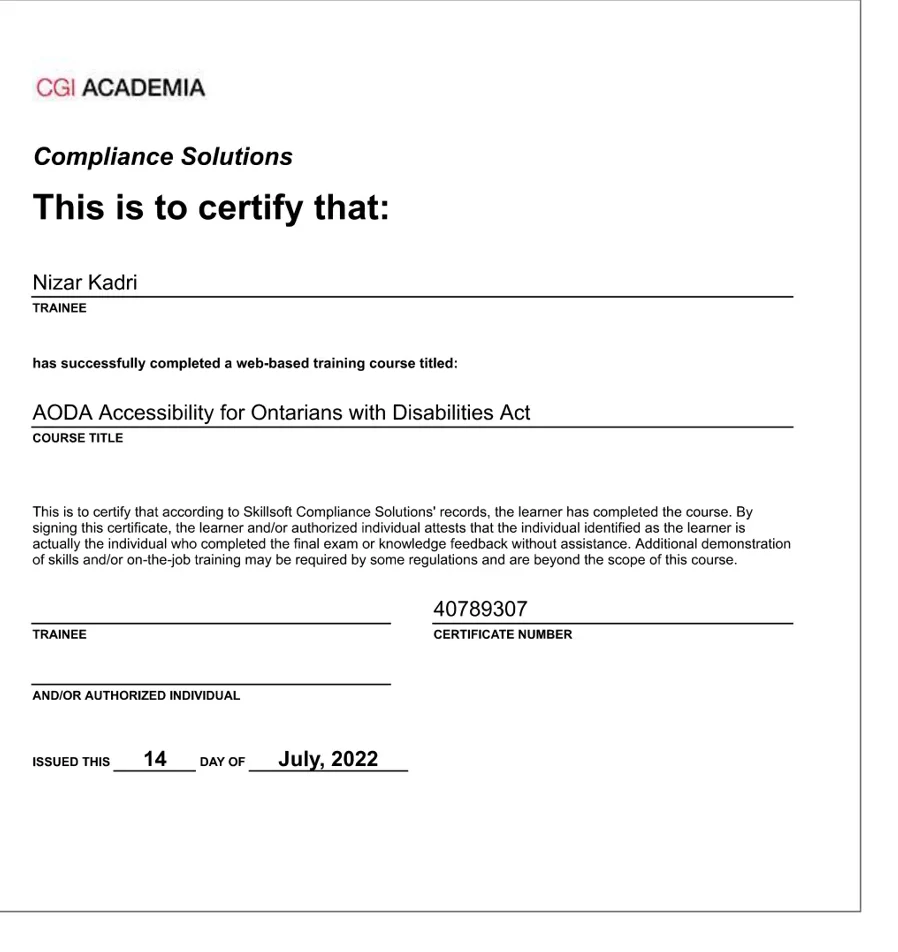 CGI ACADEMIA
Compliance Solutions
This is to certify that:
Nizar Kadri
TRAINEE
has successfully completed a web-based training course titled:
AODA Accessibility for Ontarians with Disabilities Act
COURSE TITLE
This is to certify that according to Skillsoft Compliance Solutions' records, the learner has completed the course. By
signing this certificate, the learner and/or authorized individual attests that the individual identified as the learner is
actually the individual who completed the final exam or knowledge feedback without assistance. Additional demonstration
of skills and/or on-the-job training may be required by some regulations and are beyond the scope of this course.
40789307
TRAINEE CERTIFICATE NUMBER
AND/OR AUTHORIZED INDIVIDUAL
ISSUED THIS 14 DAY OF July, 2022